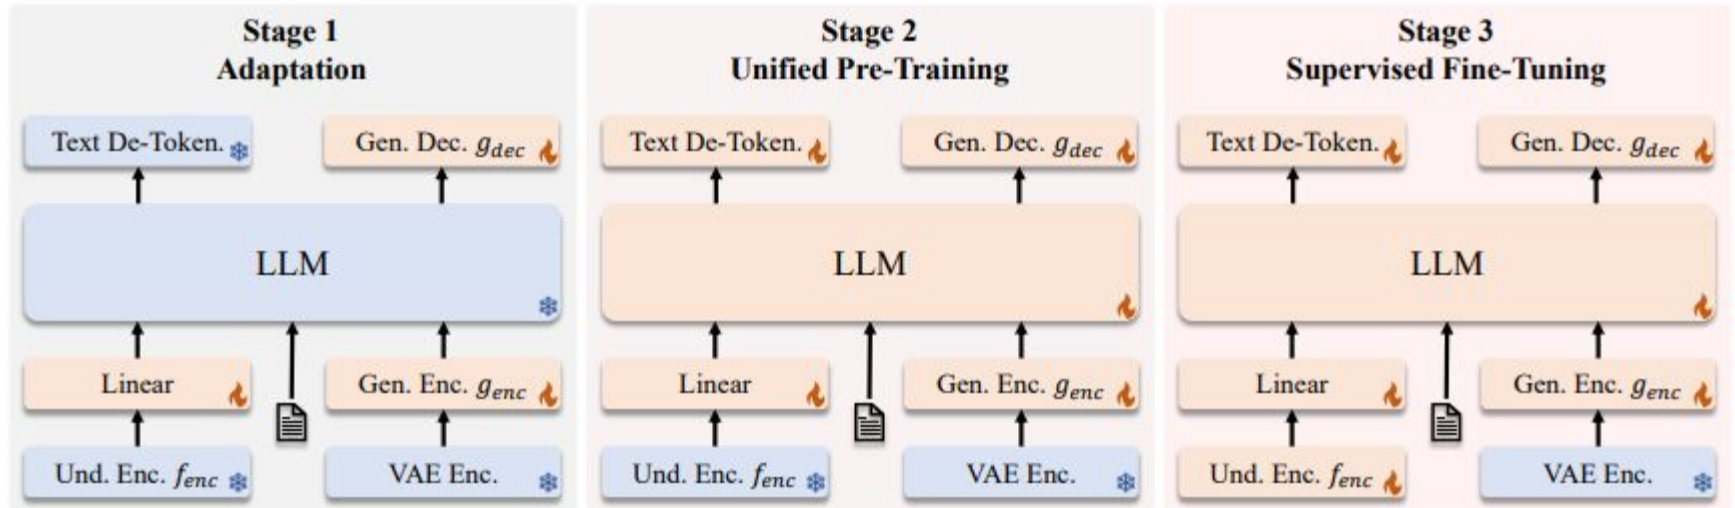 Stage 1
Adaptation
Text De-Token.
Gen. Dec. g_dec
LLM
Linear
Gen. Enc. g_enc
Und. Enc. f_enc
VAE Enc.
Stage 2
Unified Pre-Training
Text De-Token.
Gen. Dec. g_dec
LLM
Linear
Gen. Enc. g_enc
Und. Enc. f_enc
VAE Enc.
Stage 3
Supervised Fine-Tuning
Text De-Token.
Gen. Dec. g_dec
LLM
Linear
Gen. Enc. g_enc
Und. Enc. f_enc
VAE Enc.